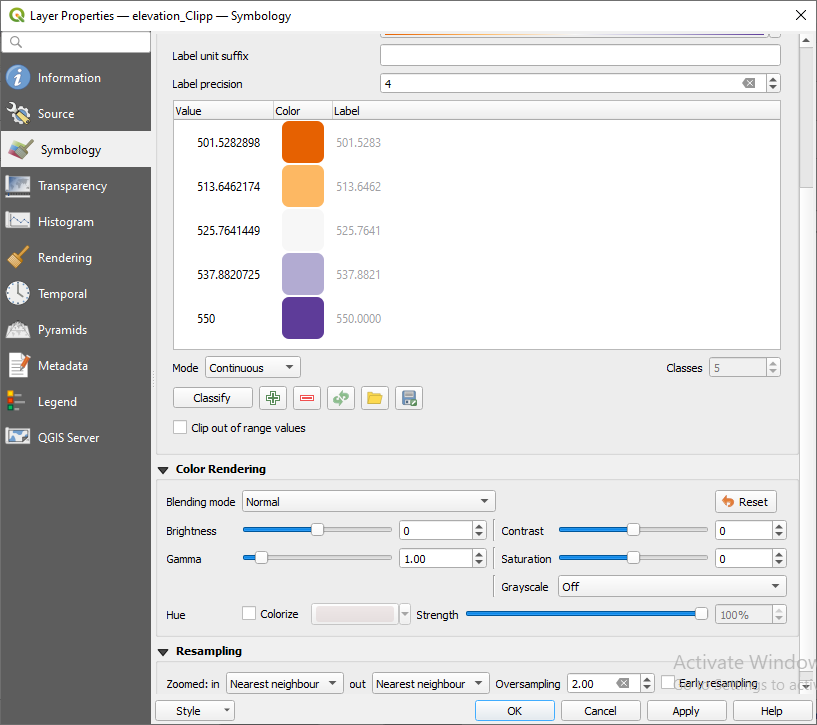 Layer Properties — elevation_Clipp — Symbology
Information
Source
Symbology
Transparency
Histogram
Rendering
Temporal
Pyramids
Metadata
Legend
QGIS Server
Label unit suffix
Label precision 4
Value Color Label
501.5282898 501.5283
513.6462174 513.6462
525.7641449 525.7641
537.8820725 537.8821
550 550.0000
Mode Continuous Classes 5
Classify
Clip out of range values
Color Rendering
Blending mode Normal Reset
Brightness 0 Contrast 0
Gamma 1.00 Saturation 0
Grayscale Off
Hue Colorize Strength 100%
Resampling
Activate Window
Zoomed: in Nearest neighbour out Nearest neighbour Oversampling 2.00 Early resampling
Go to Settings to acti
Style OK Cancel Apply Help